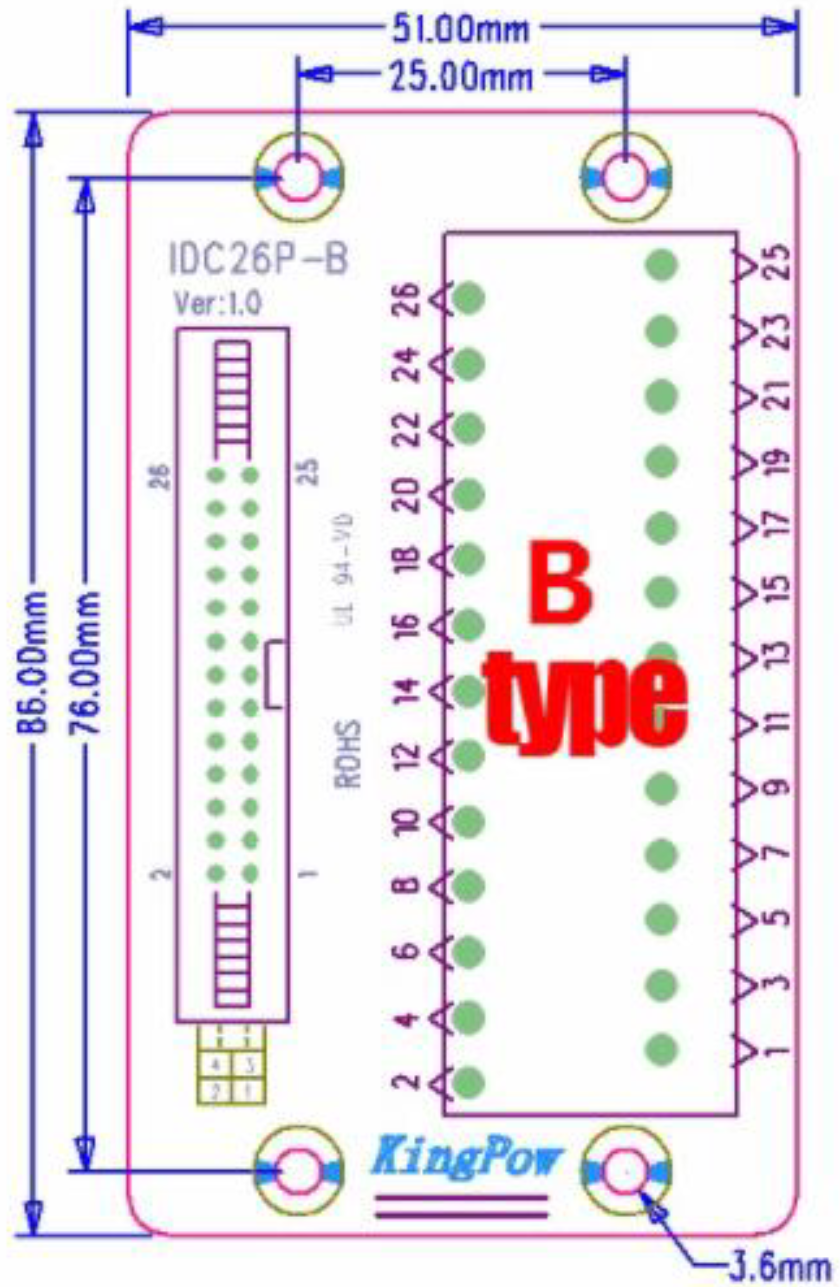 51.00mm
25.00mm
86.00mm
76.00mm
IDC26P-B
Ver:1.0
26
25
UL 94-V0
ROHS
2
1
4 3
2 1
26
24
22
20
18
16
14
12
10
8
6
4
2
25
23
21
19
17
15
13
11
9
7
5
3
1
B
type
KingPow
3.6mm